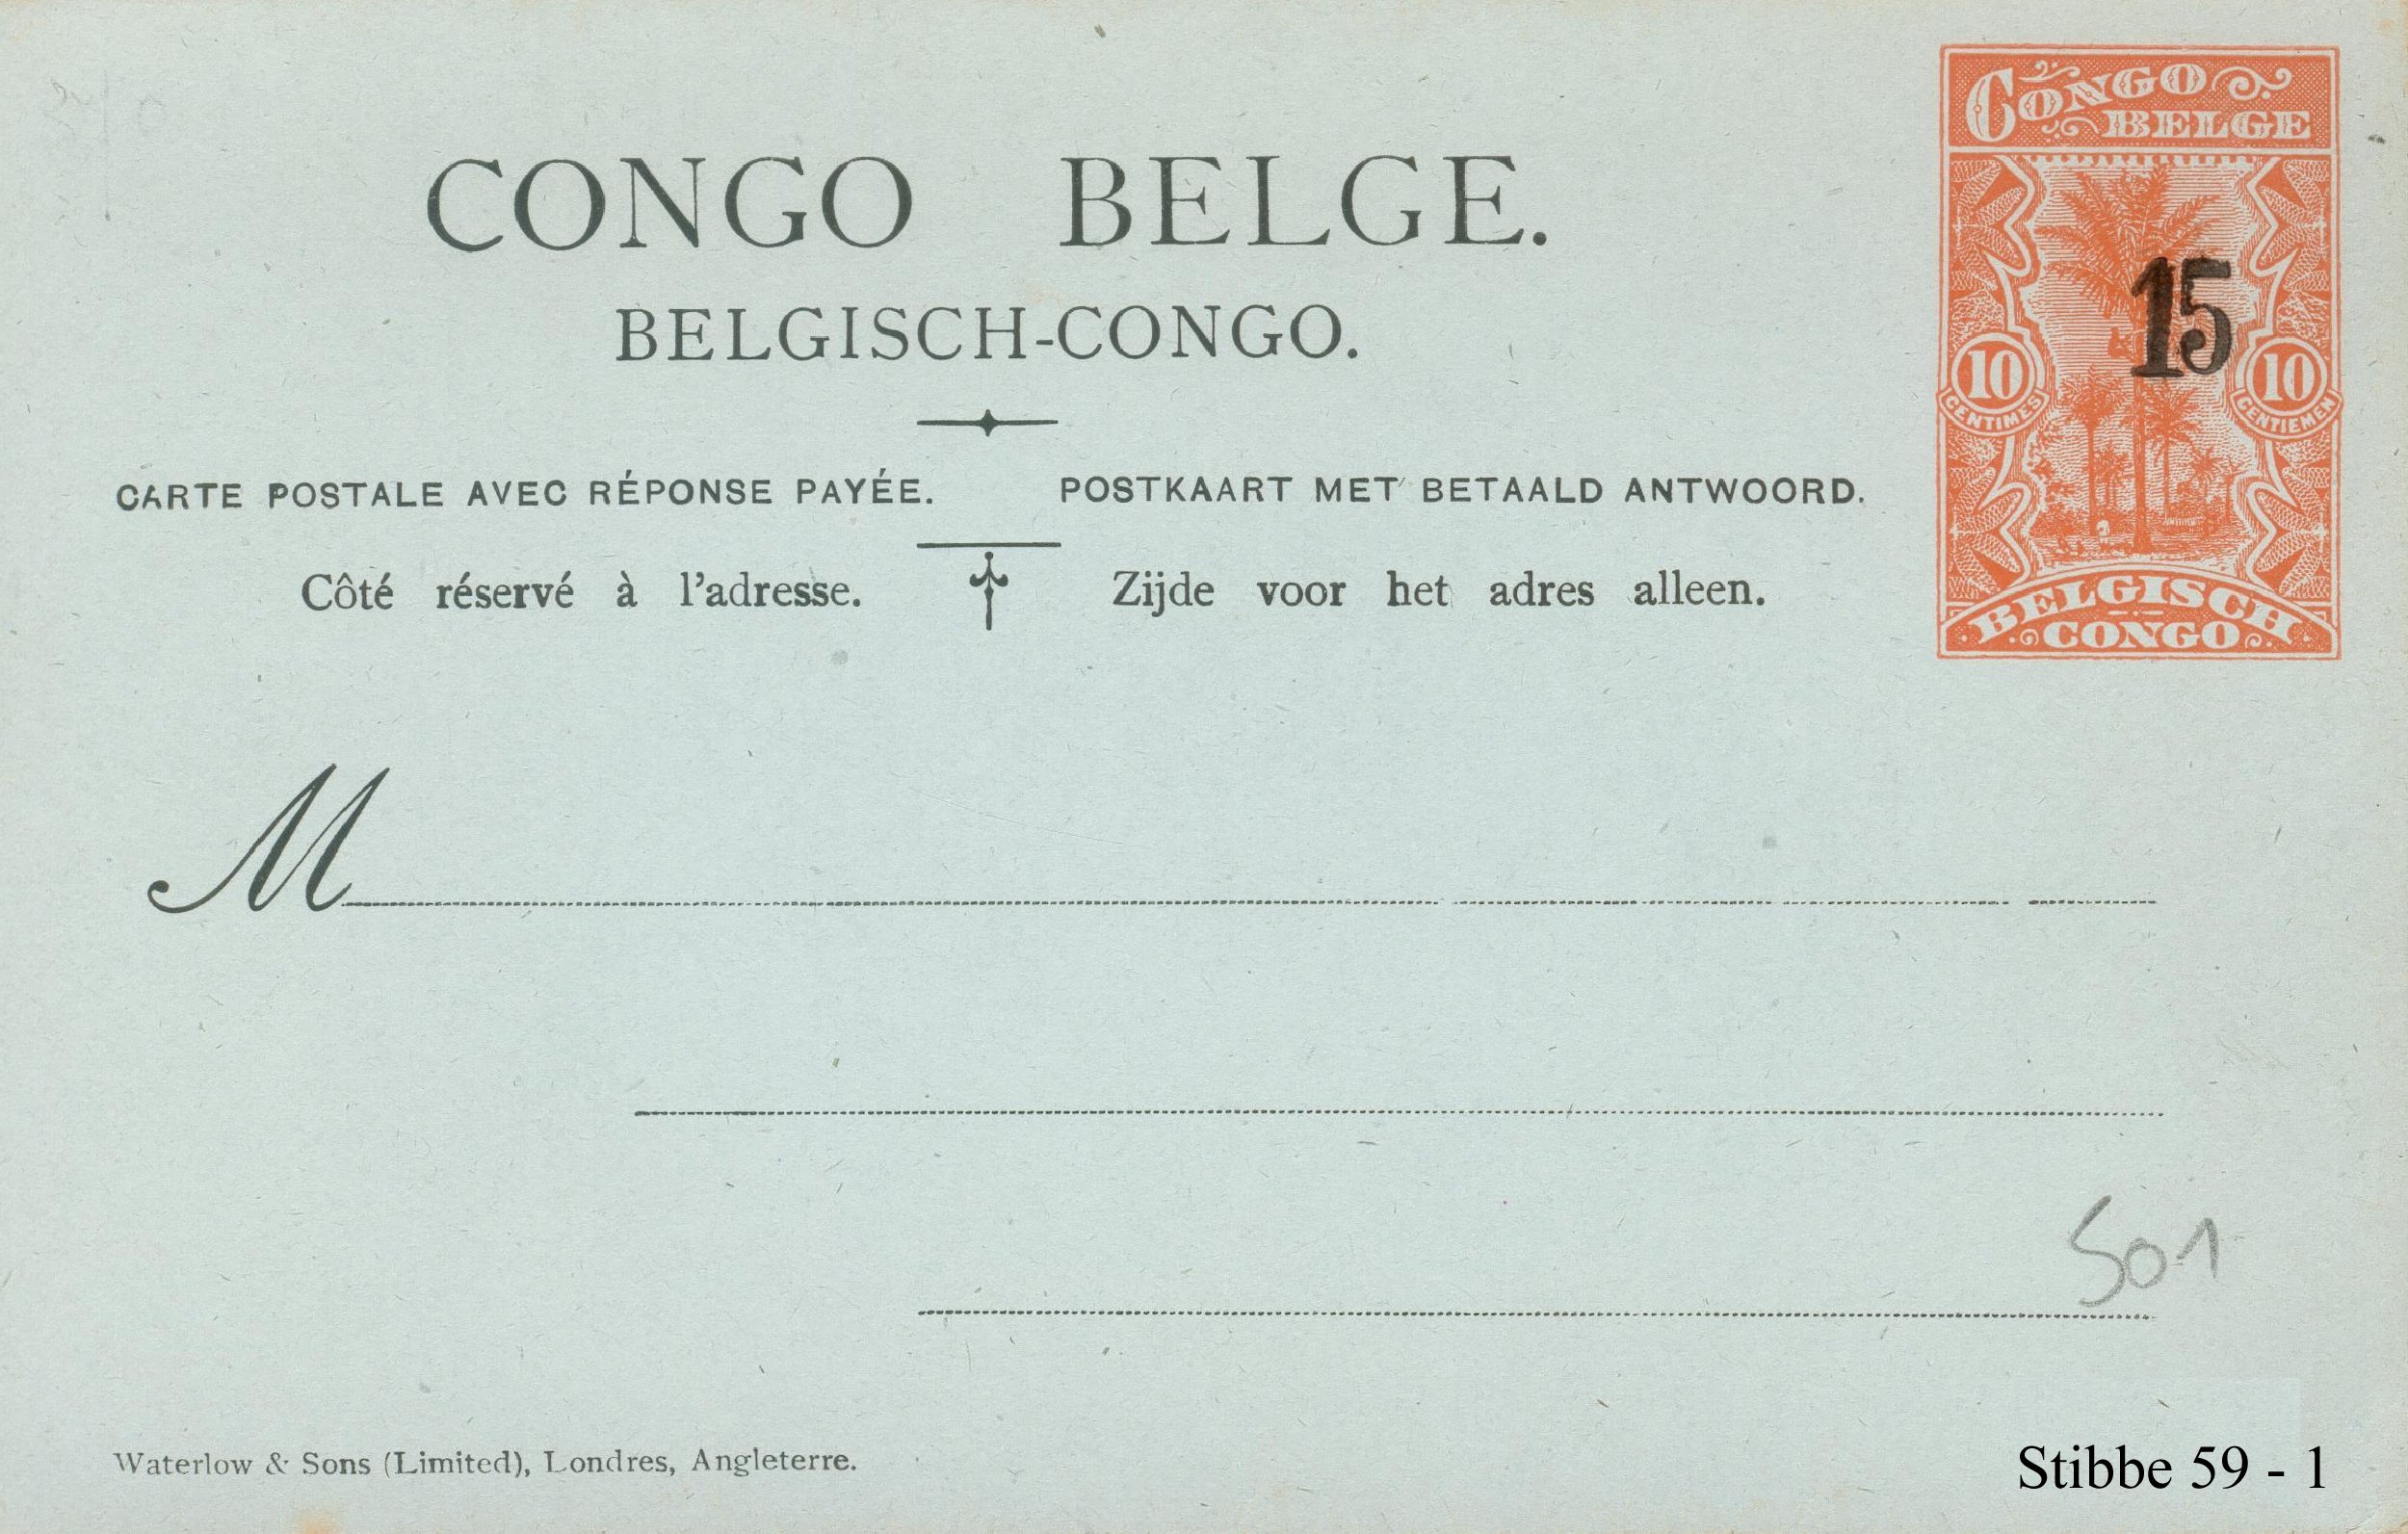 CONGO BELGE.
BELGISCH-CONGO.
CARTE POSTALE AVEC RÉPONSE PAYÉE. POSTKAART MET BETAALD ANTWOORD.
Côté réservé à l'adresse. Zijde voor het adres alleen.
CONGO
BELGE
15
10 10
CENTIMES CENTIEMEN
BELGISCH
CONGO
M
501
Waterlow & Sons (Limited), Londres, Angleterre.
Stibbe 59 - 1